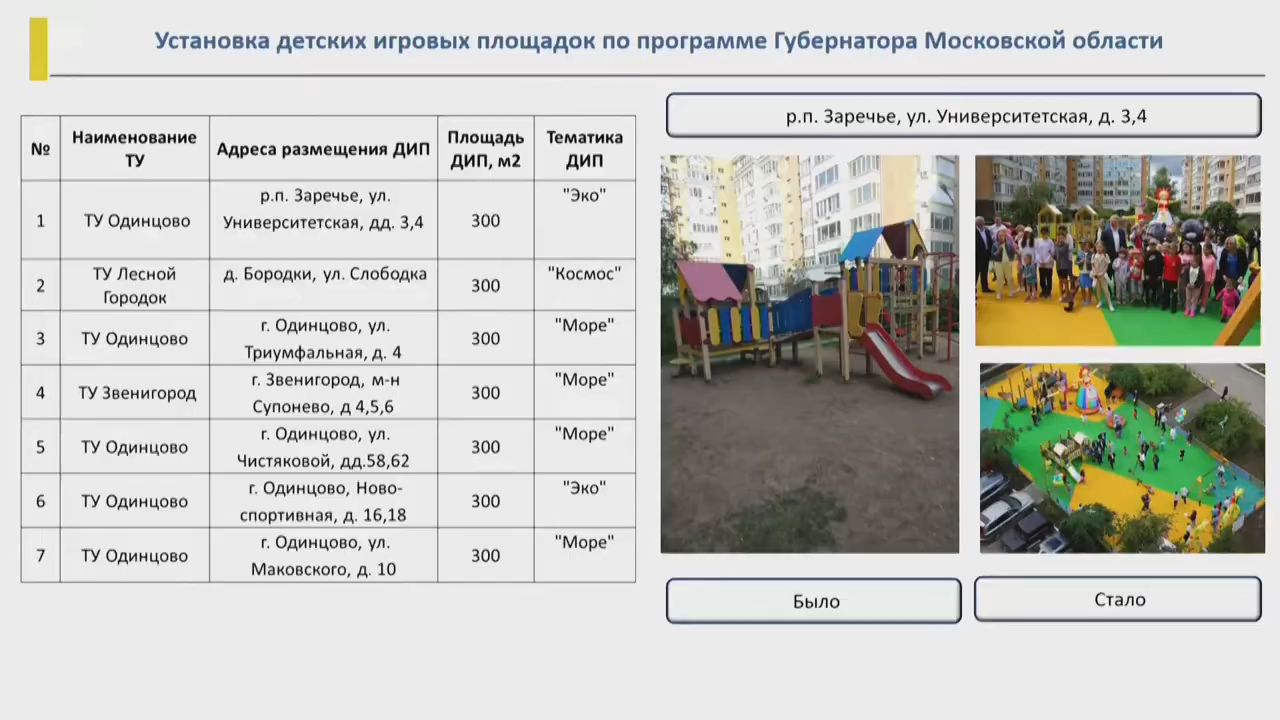 Установка детских игровых площадок по программе Губернатора Московской области
№ Наименование ТУ Адреса размещения ДИП Площадь ДИП, м2 Тематика ДИП
1 ТУ Одинцово р.п. Заречье, ул. Университетская, дд. 3,4 300 "Эко"
2 ТУ Лесной Городок д. Бородки, ул. Слободка 300 "Космос"
3 ТУ Одинцово г. Одинцово, ул. Триумфальная, д. 4 300 "Море"
4 ТУ Звенигород г. Звенигород, м-н Супонево, д 4,5,6 300 "Море"
5 ТУ Одинцово г. Одинцово, ул. Чистяковой, дд.58,62 300 "Море"
6 ТУ Одинцово г. Одинцово, Ново-спортивная, д. 16,18 300 "Эко"
7 ТУ Одинцово г. Одинцово, ул. Маковского, д. 10 300 "Море"
р.п. Заречье, ул. Университетская, д. 3,4
Было
Стало